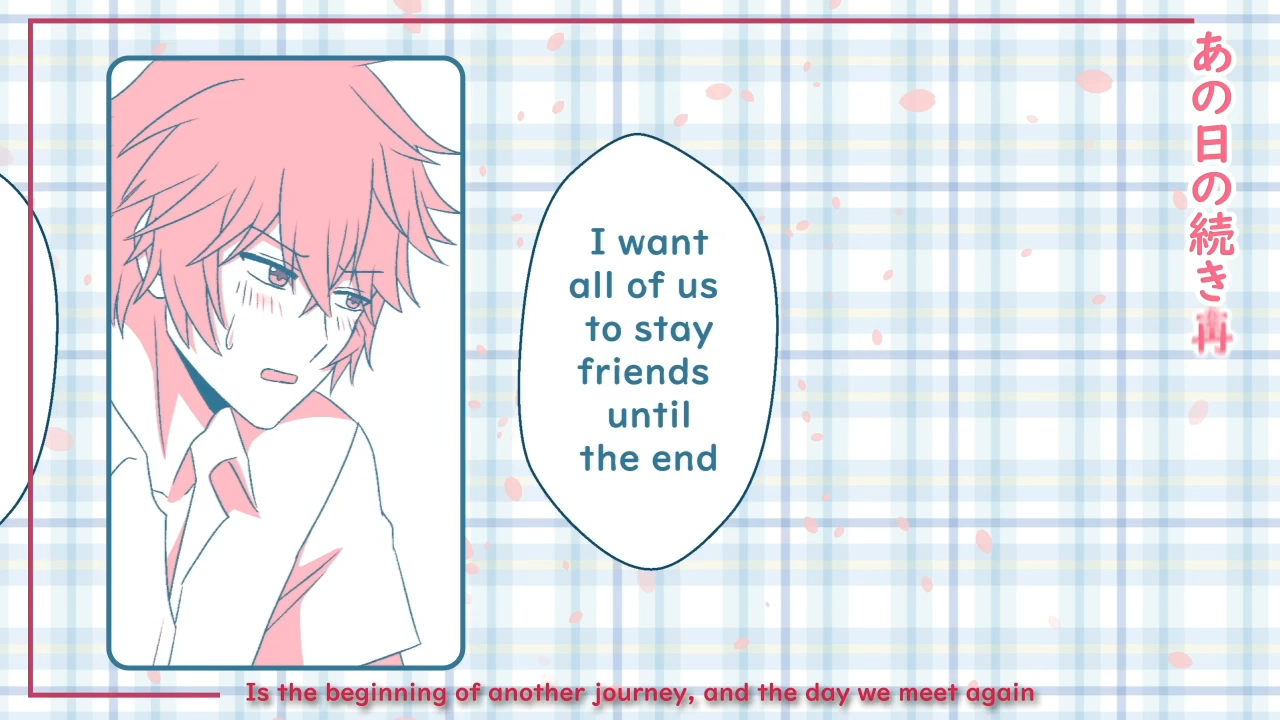 あの日の続き再
I want
all of us
to stay
friends
until
the end
Is the beginning of another journey, and the day we meet again